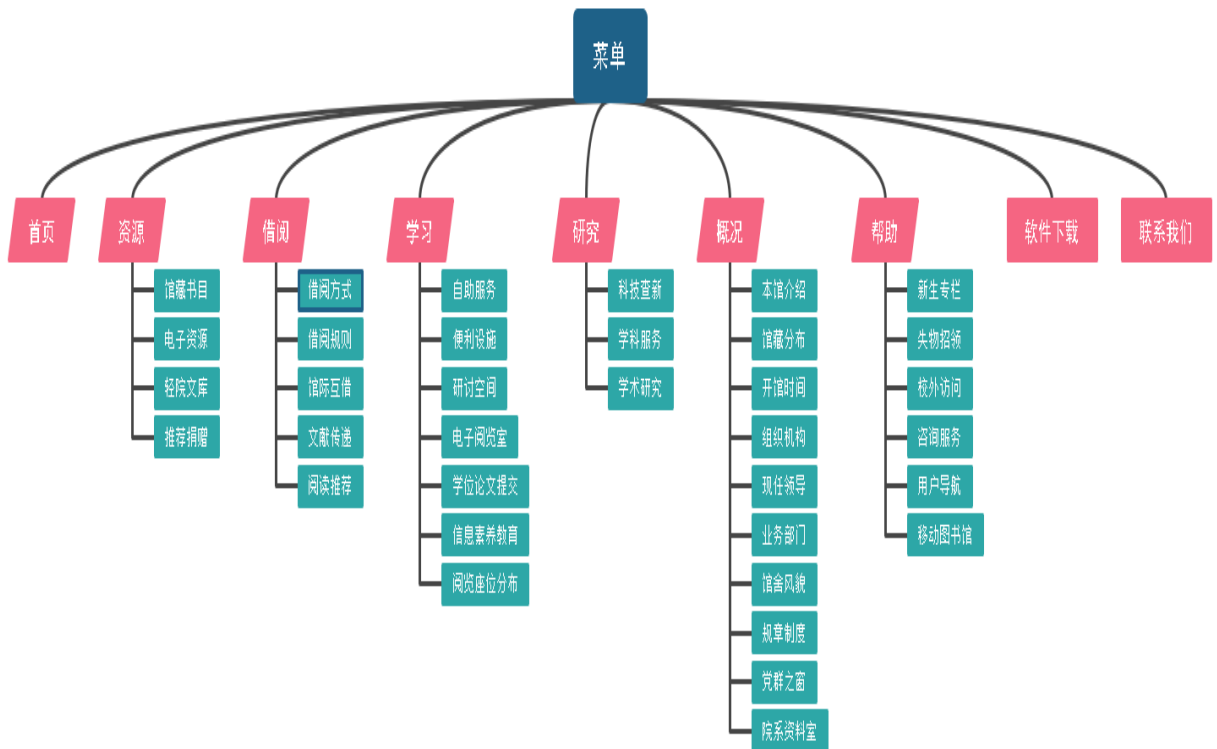 菜单
首页
资源
借阅
学习
研究
概况
帮助
软件下载
联系我们
馆藏书目
电子资源
轻院文库
推荐捐赠
借阅方式
借阅规则
馆际互借
文献传递
阅读推荐
自助服务
便利设施
研讨空间
电子阅览室
学位论文提交
信息素养教育
阅览座位分布
科技查新
学科服务
学术研究
本馆介绍
馆藏分布
开馆时间
组织机构
现任领导
业务部门
馆舍风貌
规章制度
党群之窗
院系资料室
新生专栏
失物招领
校外访问
咨询服务
用户导航
移动图书馆